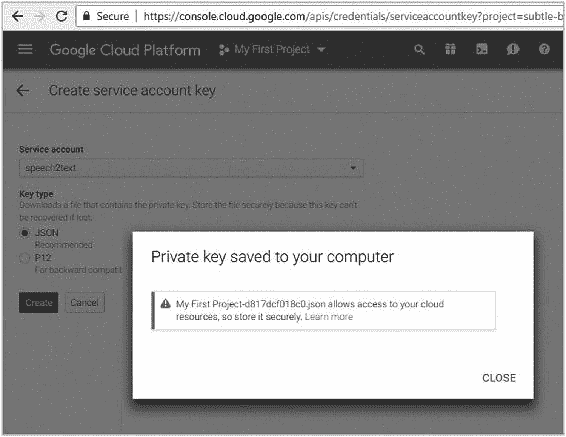 Secure https://console.cloud.google.com/apis/credentials/serviceaccountkey?project=subtle-b
Google Cloud Platform My First Project
Create service account key
Service account
speech2text
Key type
Downloads a file that contains the private key. Store the file securely because this key can't
be recovered if lost.
JSON
Recommended
P12
For backward compati
Create Cancel
Private key saved to your computer
My First Project-d817dcf018c0.json allows access to your cloud
resources, so store it securely. Learn more
CLOSE